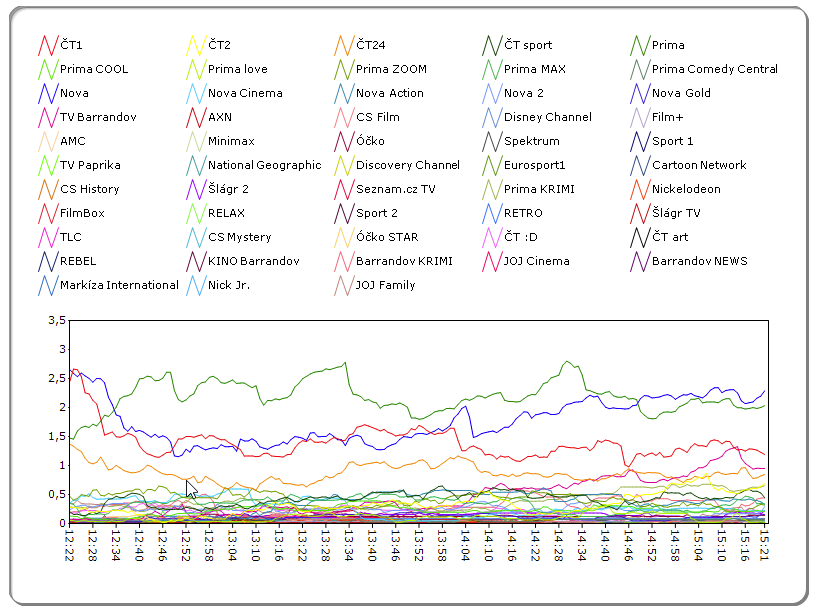 ČT1 ČT2 ČT24 ČT sport Prima
Prima COOL Prima love Prima ZOOM Prima MAX Prima Comedy Central
Nova Nova Cinema Nova Action Nova 2 Nova Gold
TV Barrandov AXN CS Film Disney Channel Film+
AMC Minimax Óčko Spektrum Sport 1
TV Paprika National Geographic Discovery Channel Eurosport1 Cartoon Network
CS History Šlágr 2 Seznam.cz TV Prima KRIMI Nickelodeon
FilmBox RELAX Sport 2 RETRO Šlágr TV
TLC CS Mystery Óčko STAR ČT :D ČT art
REBEL KINO Barrandov Barrandov KRIMI JOJ Cinema Barrandov NEWS
Markíza International Nick Jr. JOJ Family
3,5
3
2,5
2
1,5
1
0,5
0
12:22 12:28 12:34 12:40 12:46 12:52 12:58 13:04 13:10 13:16 13:22 13:28 13:34 13:40 13:46 13:52 13:58 14:04 14:10 14:16 14:22 14:28 14:34 14:40 14:46 14:52 14:58 15:04 15:10 15:16 15:21